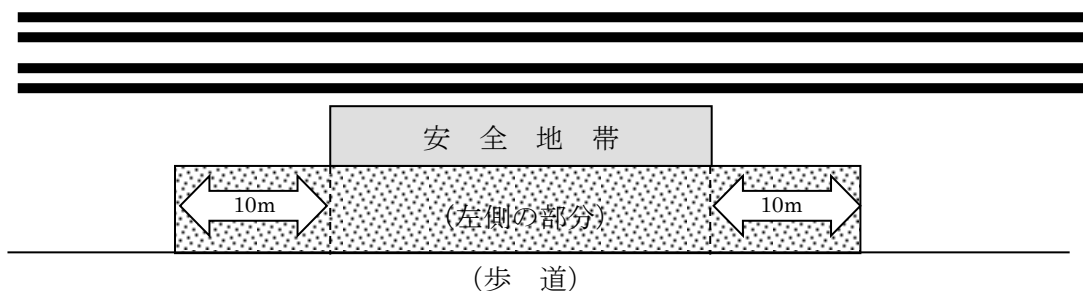 安 全 地 帯
10m
(左側の部分)
10m
(歩 道)